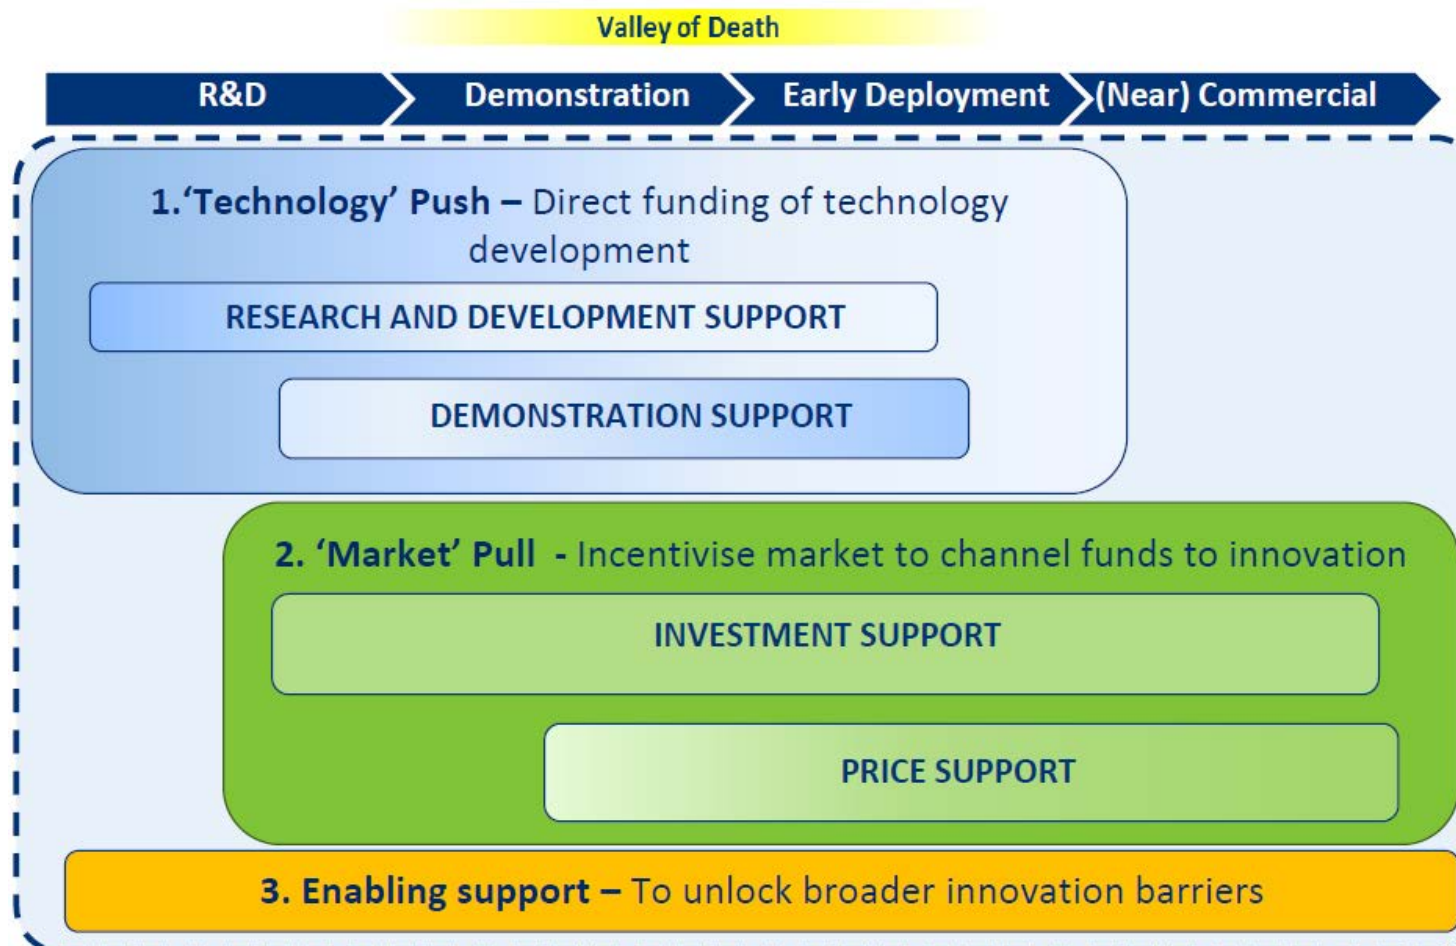 Valley of Death
R&D
Demonstration
Early Deployment
(Near) Commercial
1.‘Technology’ Push – Direct funding of technology
development
RESEARCH AND DEVELOPMENT SUPPORT
DEMONSTRATION SUPPORT
2. ‘Market’ Pull - Incentivise market to channel funds to innovation
INVESTMENT SUPPORT
PRICE SUPPORT
3. Enabling support – To unlock broader innovation barriers